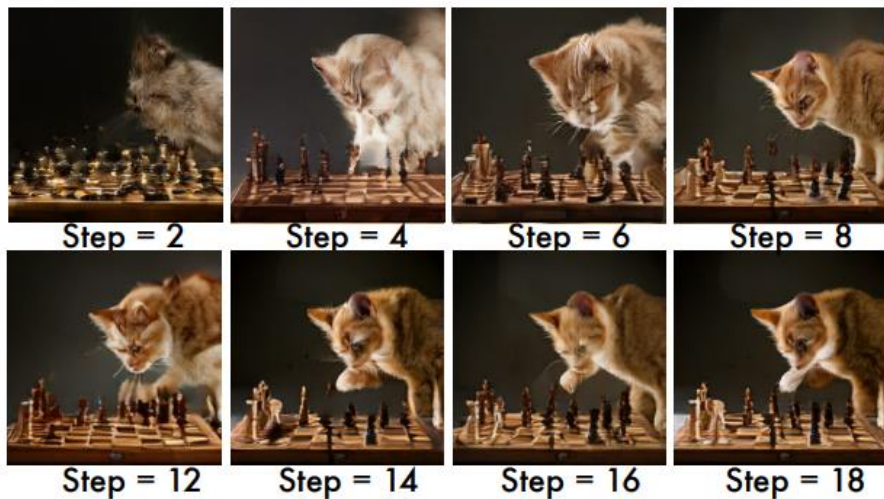 Step = 2
Step = 4
Step = 6
Step = 8
Step = 12
Step = 14
Step = 16
Step = 18